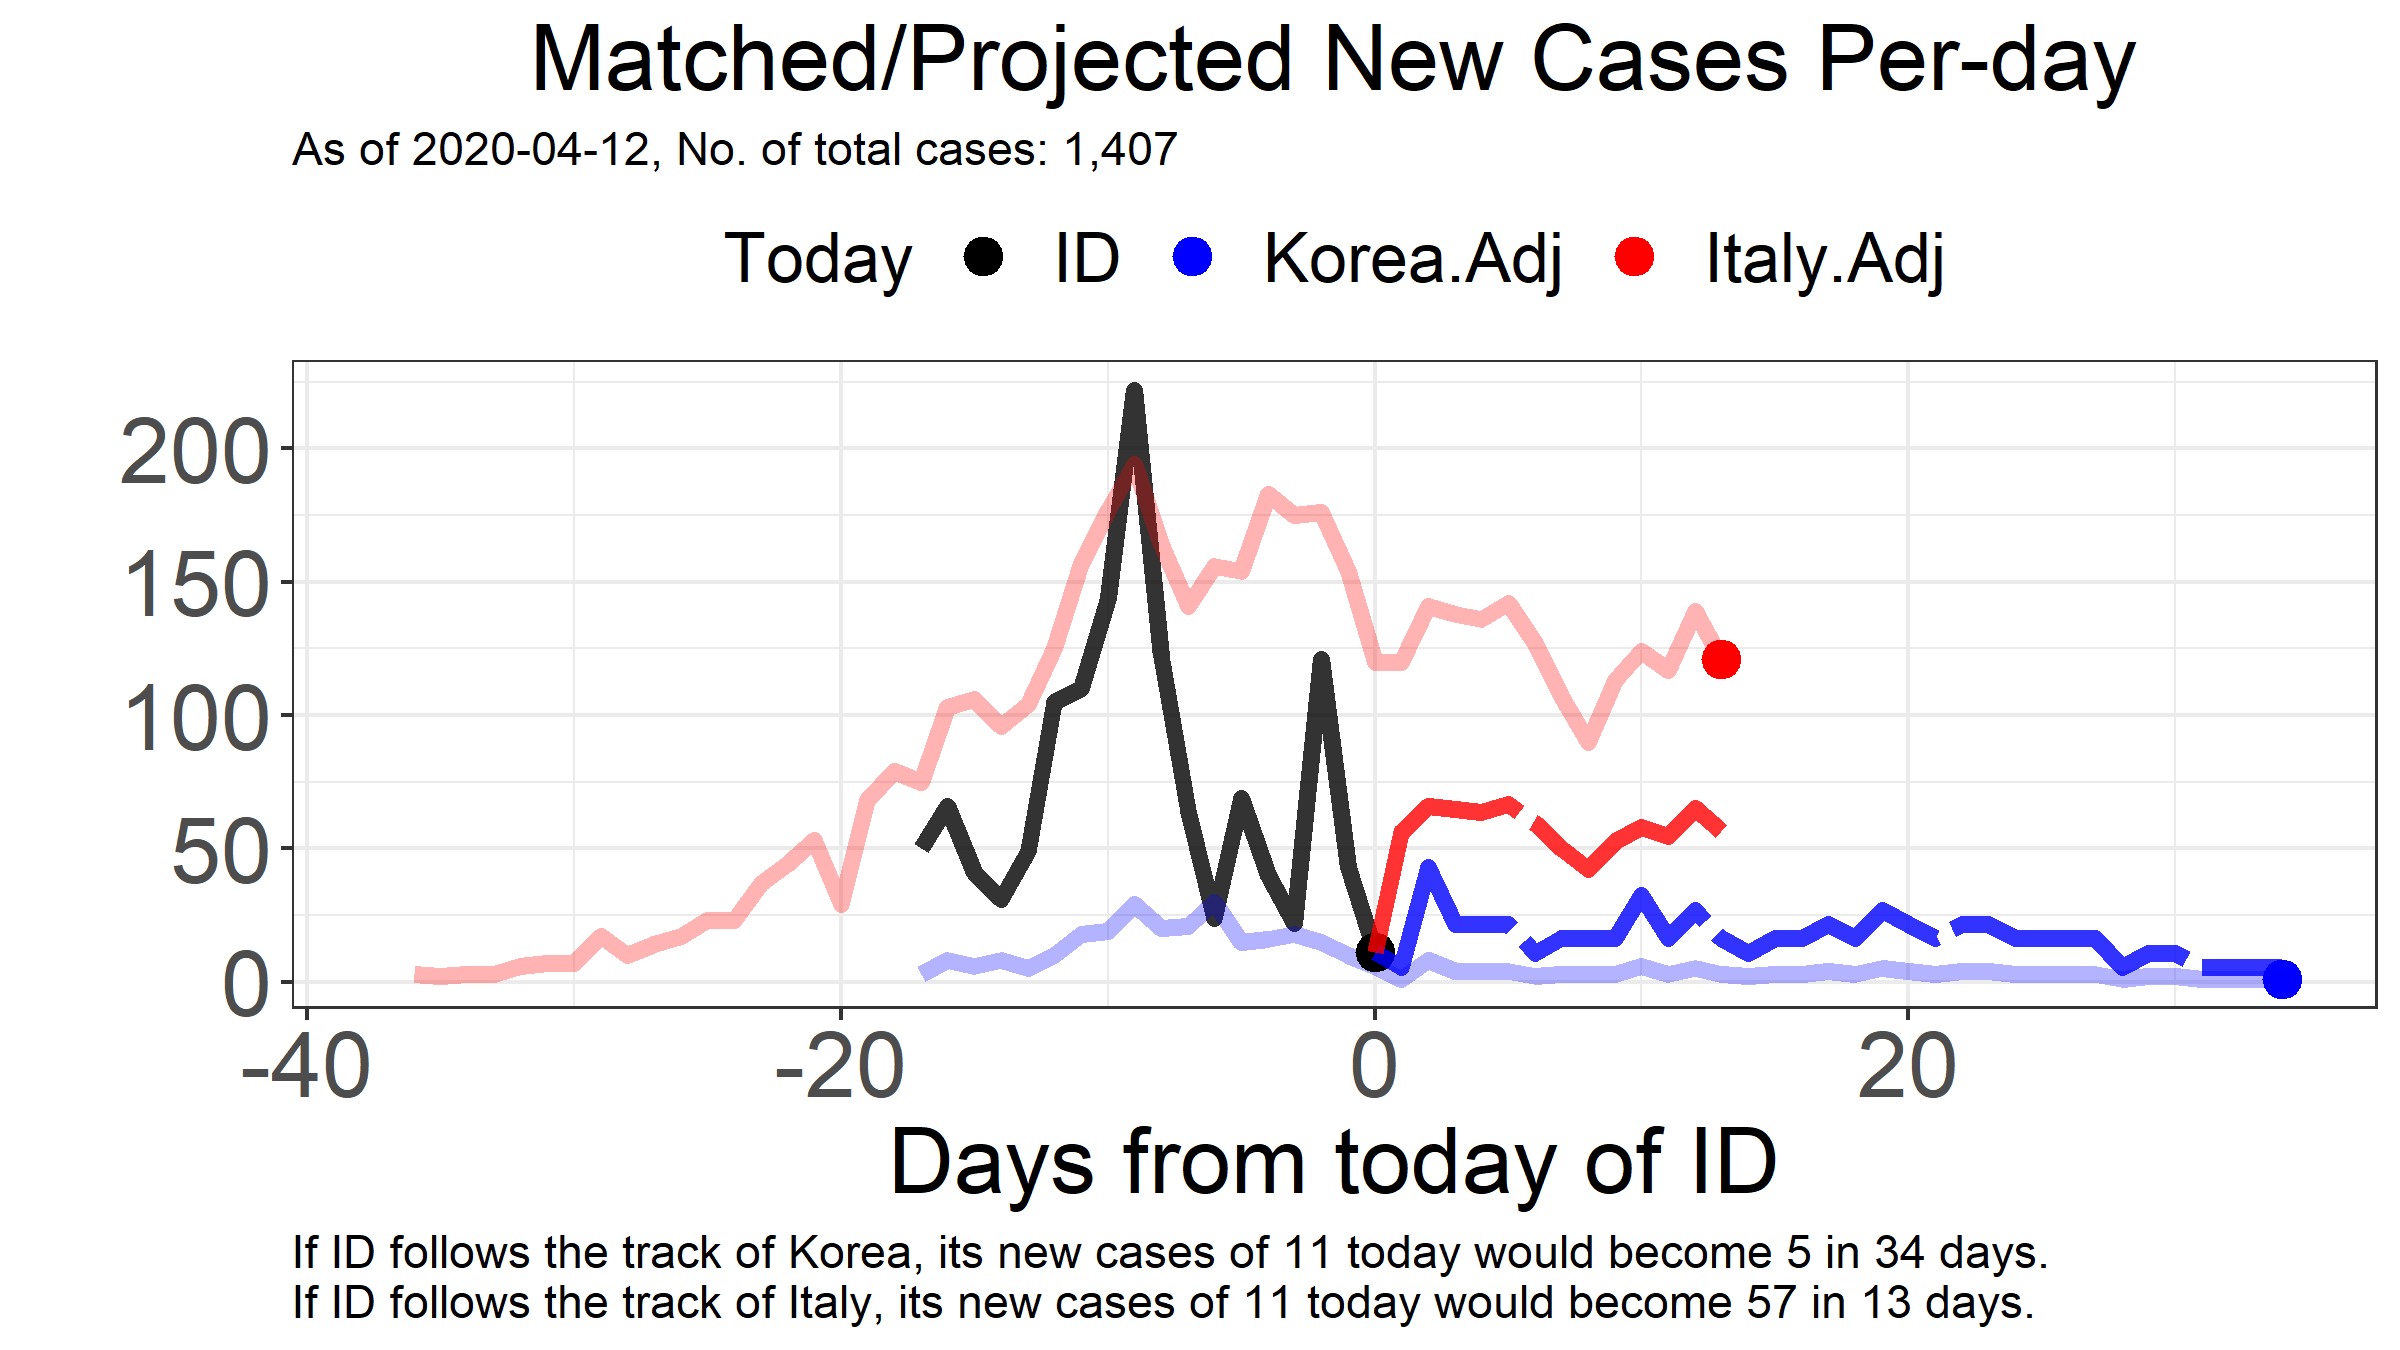 Matched/Projected New Cases Per-day
As of 2020-04-12, No. of total cases: 1,407
Today ID Korea.Adj Italy.Adj
200
150
100
50
0
-40 -20 0 20
Days from today of ID
If ID follows the track of Korea, its new cases of 11 today would become 5 in 34 days.
If ID follows the track of Italy, its new cases of 11 today would become 57 in 13 days.